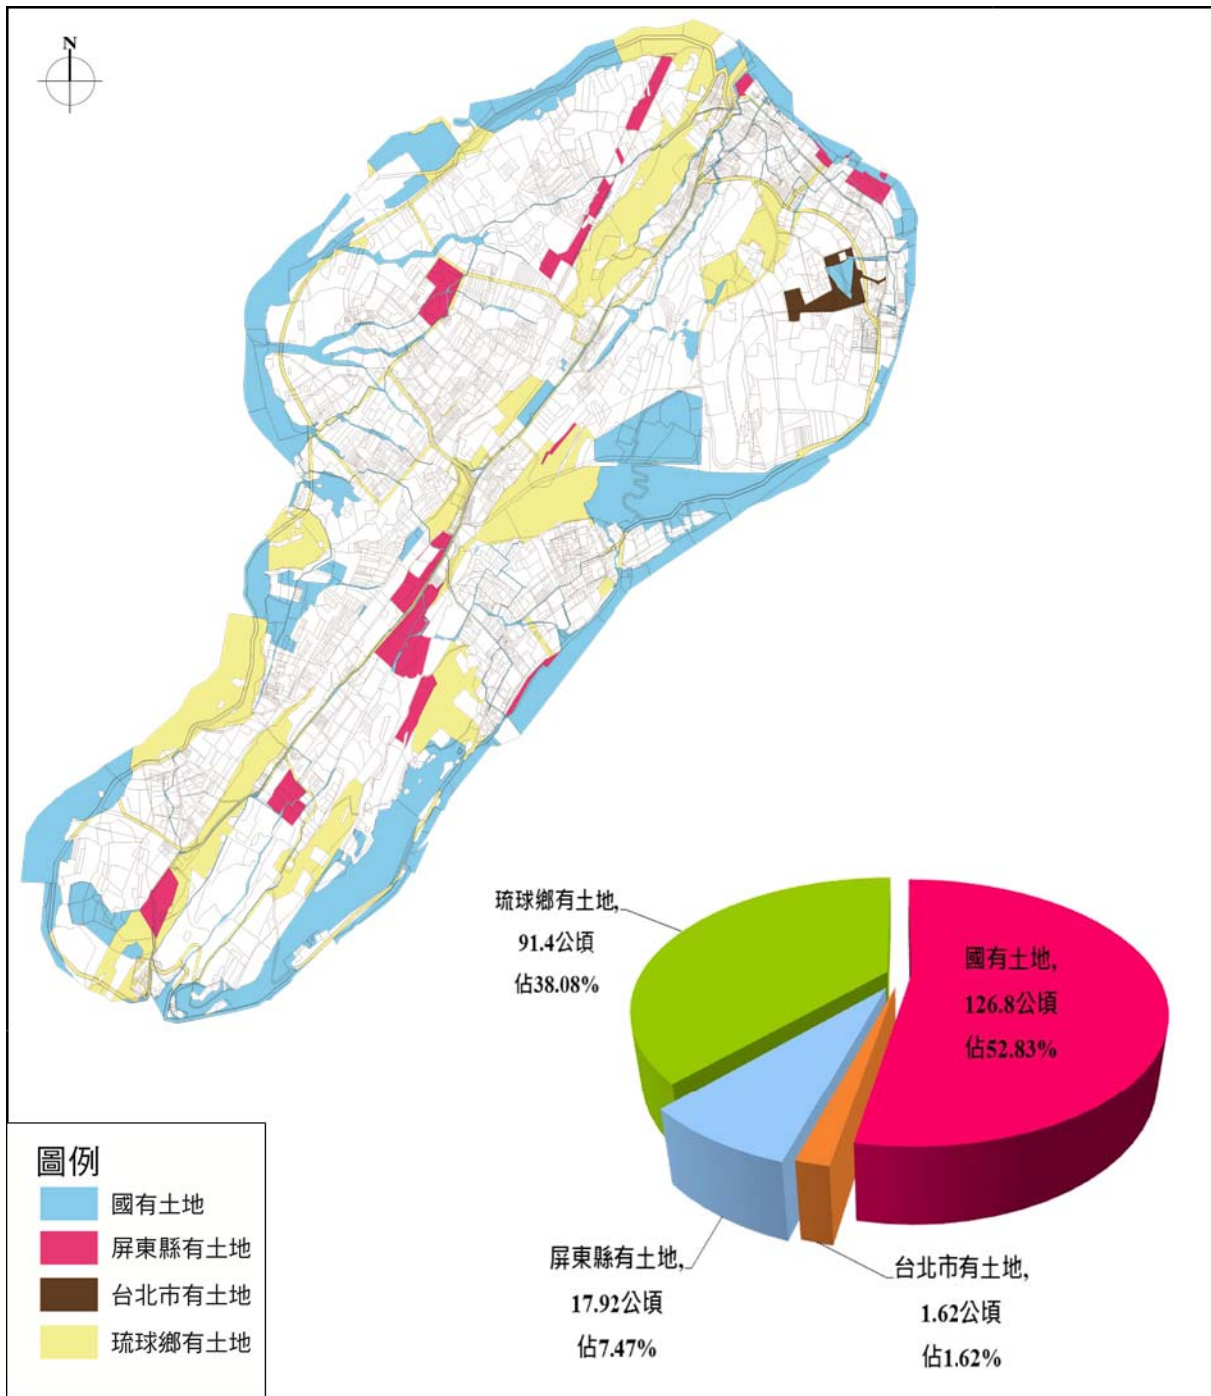 N
琉球鄉有土地,
91.4公頃
佔38.08%
國有土地,
126.8公頃
佔52.83%
屏東縣有土地,
17.92公頃
佔7.47%
台北市有土地,
1.62公頃
佔1.62%
圖例
國有土地
屏東縣有土地
台北市有土地
琉球鄉有土地